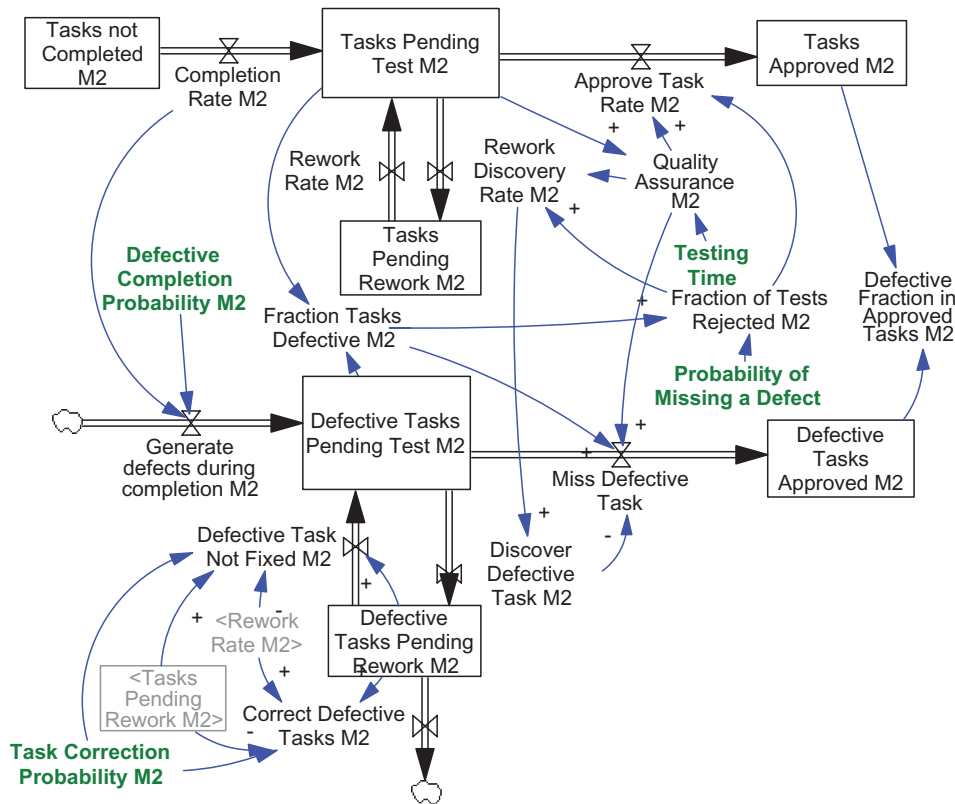 Tasks not
Completed
M2
Completion
Rate M2
Tasks Pending
Test M2
Approve Task
Rate M2
Tasks
Approved M2
Rework
Rate M2
Rework
Discovery
Rate M2
+
+
Quality
Assurance
M2
+
Tasks
Pending
Rework M2
Testing
Time
Defective
Completion
Probability M2
Fraction Tasks
Defective M2
+
Fraction of Tests
Rejected M2
Defective
Fraction in
Approved
Tasks M2
Probability of
Missing a Defect
Generate
defects during
completion M2
Defective Tasks
Pending Test M2
+
+
Miss Defective
Task
Defective
Tasks
Approved M2
Defective Task
Not Fixed M2
+
+
-
Discover
Defective
Task M2
+
-
<Rework
Rate M2>
+
+
Defective
Tasks Pending
Rework M2
<Tasks
Pending
Rework M2>
-
Correct Defective
Tasks M2
Task Correction
Probability M2